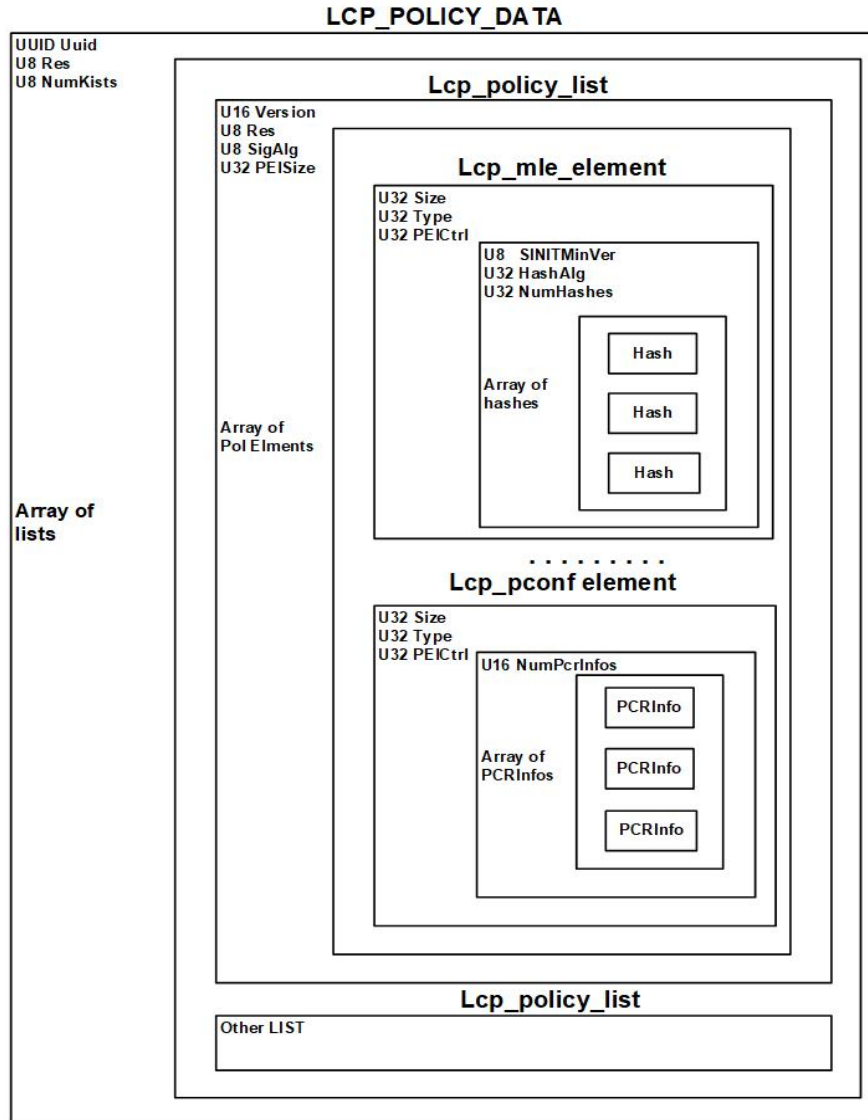 LCP_POLICY_DATA
UUID Uuid
U8 Res
U8 NumKists
Array of
lists
Lcp_policy_list
U16 Version
U8 Res
U8 SigAlg
U32 PEISize
Array of
Pol Elments
Lcp_mle_element
U32 Size
U32 Type
U32 PEICtrl
U8 SINITMinVer
U32 HashAlg
U32 NumHashes
Array of
hashes
Hash
Hash
Hash
. . . . . . . . .
Lcp_pconf element
U32 Size
U32 Type
U32 PEICtrl
U16 NumPcrInfos
Array of
PCRInfos
PCRInfo
PCRInfo
PCRInfo
Lcp_policy_list
Other LIST